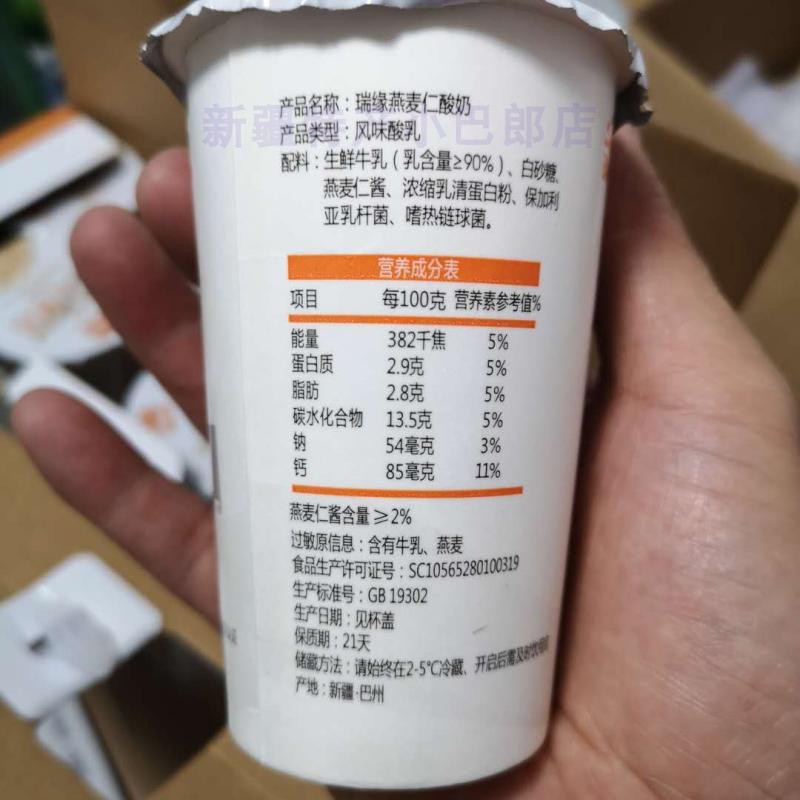 产品名称：瑞缘燕麦仁酸奶
新疆特产小巴郎店
产品类型：风味酸乳
配料：生鲜牛乳（乳含量≥90%）、白砂糖、
燕麦仁酱、浓缩乳清蛋白粉、保加利
亚乳杆菌、嗜热链球菌。
营养成分表
项目 每100克 营养素参考值%
能量 382千焦 5%
蛋白质 2.9克 5%
脂肪 2.8克 5%
碳水化合物 13.5克 5%
钠 54毫克 3%
钙 85毫克 11%
燕麦仁酱含量≥2%
过敏原信息：含有牛乳、燕麦
食品生产许可证号：SC10565280100319
生产标准号：GB 19302
生产日期：见杯盖
保质期：21天
储藏方法：请始终在2-5℃冷藏、开启后需及时饮用
产地：新疆·巴州